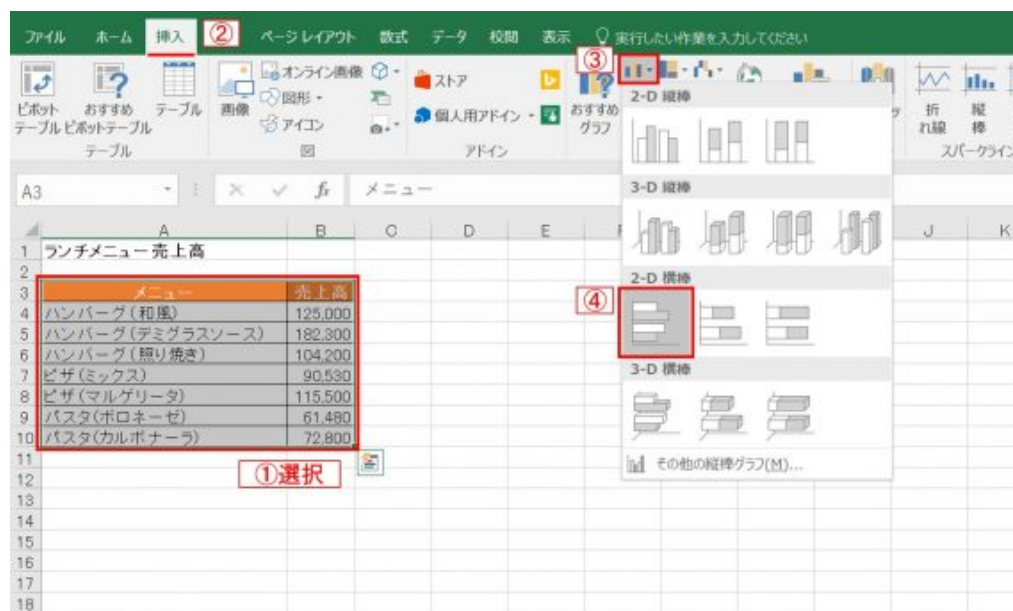 ファイル ホーム 挿入 ② ページ レイアウト 数式 データ 校閲 表示 実行したい作業を入力してください
③
ピボット
テーブル
おすすめ
ピボットテーブル
テーブル
画像
オンライン画像
図形
アイコン
ストア
個人用アドイン
おすすめ
グラフ
折
れ線
縦
棒
テーブル
図
アドイン
スパークライン
A3
fx
メニュー
A B C D E F J K
1 ランチメニュー売上高
2
3 メニュー 売上高
4 ハンバーグ(和風) 125,000
5 ハンバーグ(デミグラスソース) 182,300
6 ハンバーグ(照り焼き) 104,200
7 ピザ(ミックス) 90,530
8 ピザ(マルゲリータ) 115,500
9 パスタ(ボロネーゼ) 61,480
10 パスタ(カルボナーラ) 72,800
11
12
13
14
15
16
17
18
①選択
2-D 縦棒
3-D 縦棒
2-D 横棒
④
3-D 横棒
その他の縦棒グラフ(M)...